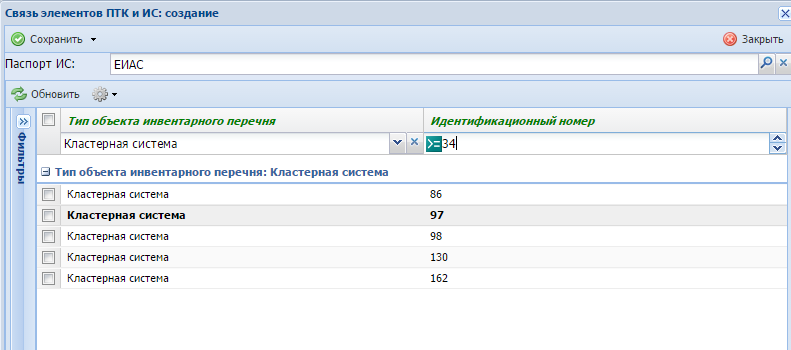 Связь элементов ПТК и ИС: создание
Сохранить Закрыть
Паспорт ИС: ЕИАС
Обновить
Фильтры
Тип объекта инвентарного перечня Идентификационный номер
Кластерная система >=34
Тип объекта инвентарного перечня: Кластерная система
Кластерная система 86
Кластерная система 97
Кластерная система 98
Кластерная система 130
Кластерная система 162